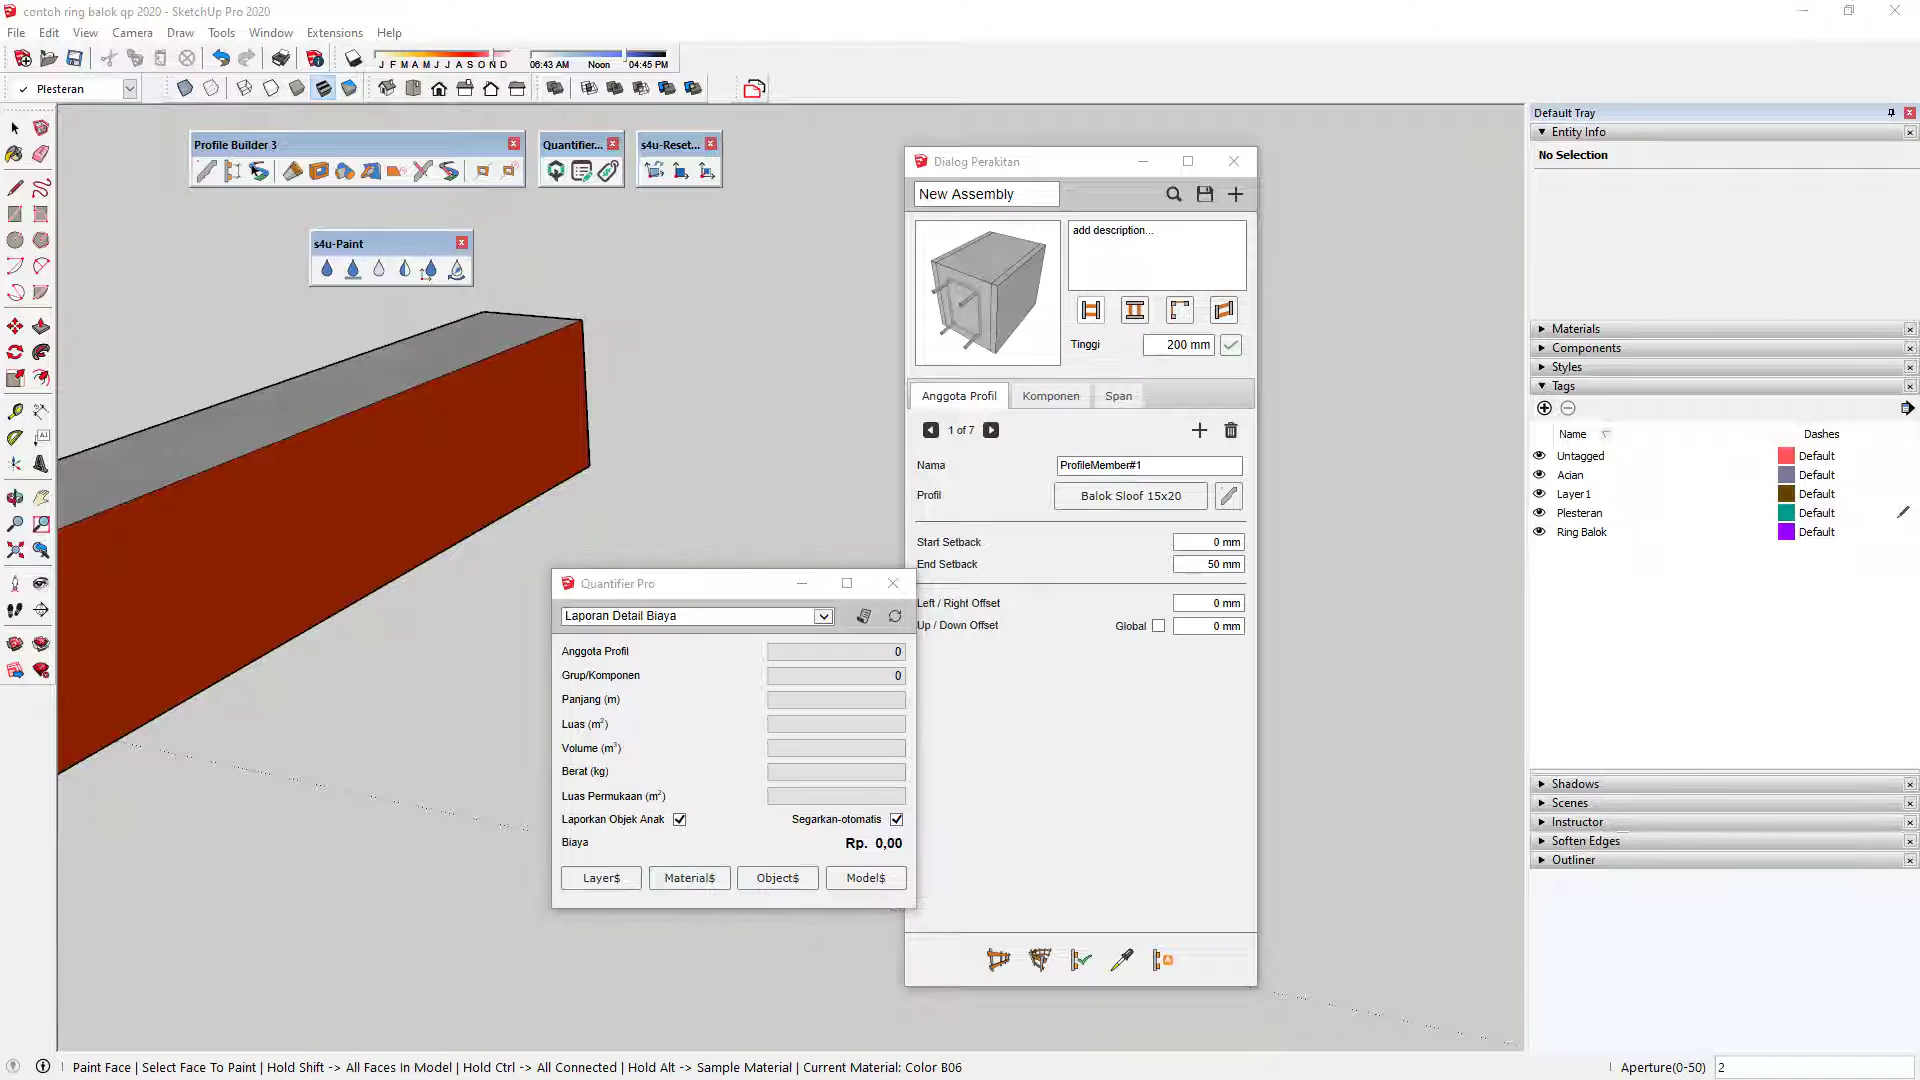 contoh ring balok qp 2020 - SketchUp Pro 2020
File Edit View Camera Draw Tools Window Extensions Help
J F M A M J J A S O N D
06:43 AM Noon 04:45 PM
Plesteran
Profile Builder 3
Quantifier...
s4u-Reset...
s4u-Paint
Dialog Perakitan
New Assembly
add description...
Tinggi 200 mm
Anggota Profil Komponen Span
1 of 7
Nama ProfileMember#1
Profil Balok Sloof 15x20
Start Setback 0 mm
End Setback 50 mm
Left / Right Offset 0 mm
Up / Down Offset Global 0 mm
Quantifier Pro
Laporan Detail Biaya
Anggota Profil 0
Grup/Komponen 0
Panjang (m)
Luas (m²)
Volume (m³)
Berat (kg)
Luas Permukaan (m²)
Laporkan Objek Anak Segarkan-otomatis
Biaya Rp. 0,00
Layer$ Material$ Object$ Model$
Default Tray
Entity Info
No Selection
Materials
Components
Styles
Tags
Name Dashes
Untagged Default
Acian Default
Layer1 Default
Plesteran Default
Ring Balok Default
Shadows
Scenes
Instructor
Soften Edges
Outliner
Paint Face | Select Face To Paint | Hold Shift -> All Faces In Model | Hold Ctrl -> All Connected | Hold Alt -> Sample Material | Current Material: Color B06
Aperture(0-50) 2